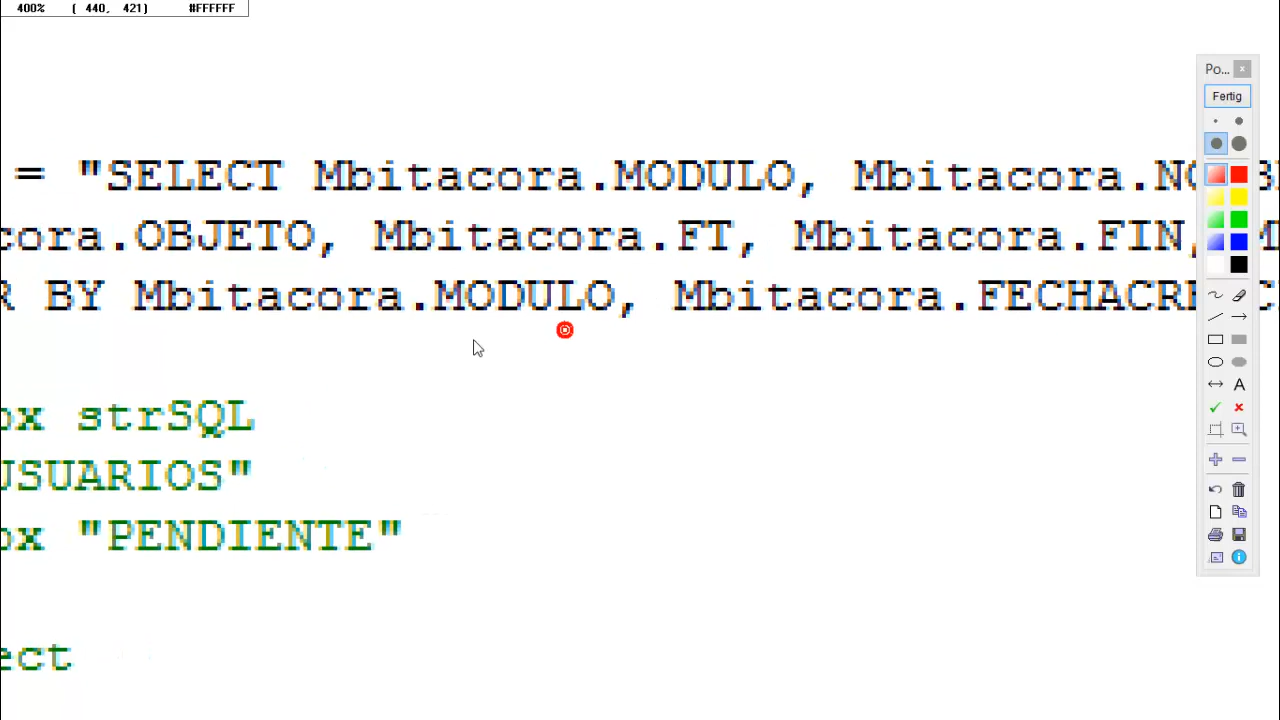 400% ( 440, 421) #FFFFFF
Po...
Fertig
= "SELECT Mbitacora.MODULO, Mbitacora.
cora.OBJETO, Mbitacora.FT, Mbitacora.FIN,
R BY Mbitacora.MODULO, Mbitacora.FECHACRE
ox strSQL
USUARIOS"
ox "PENDIENTE"
ect
A